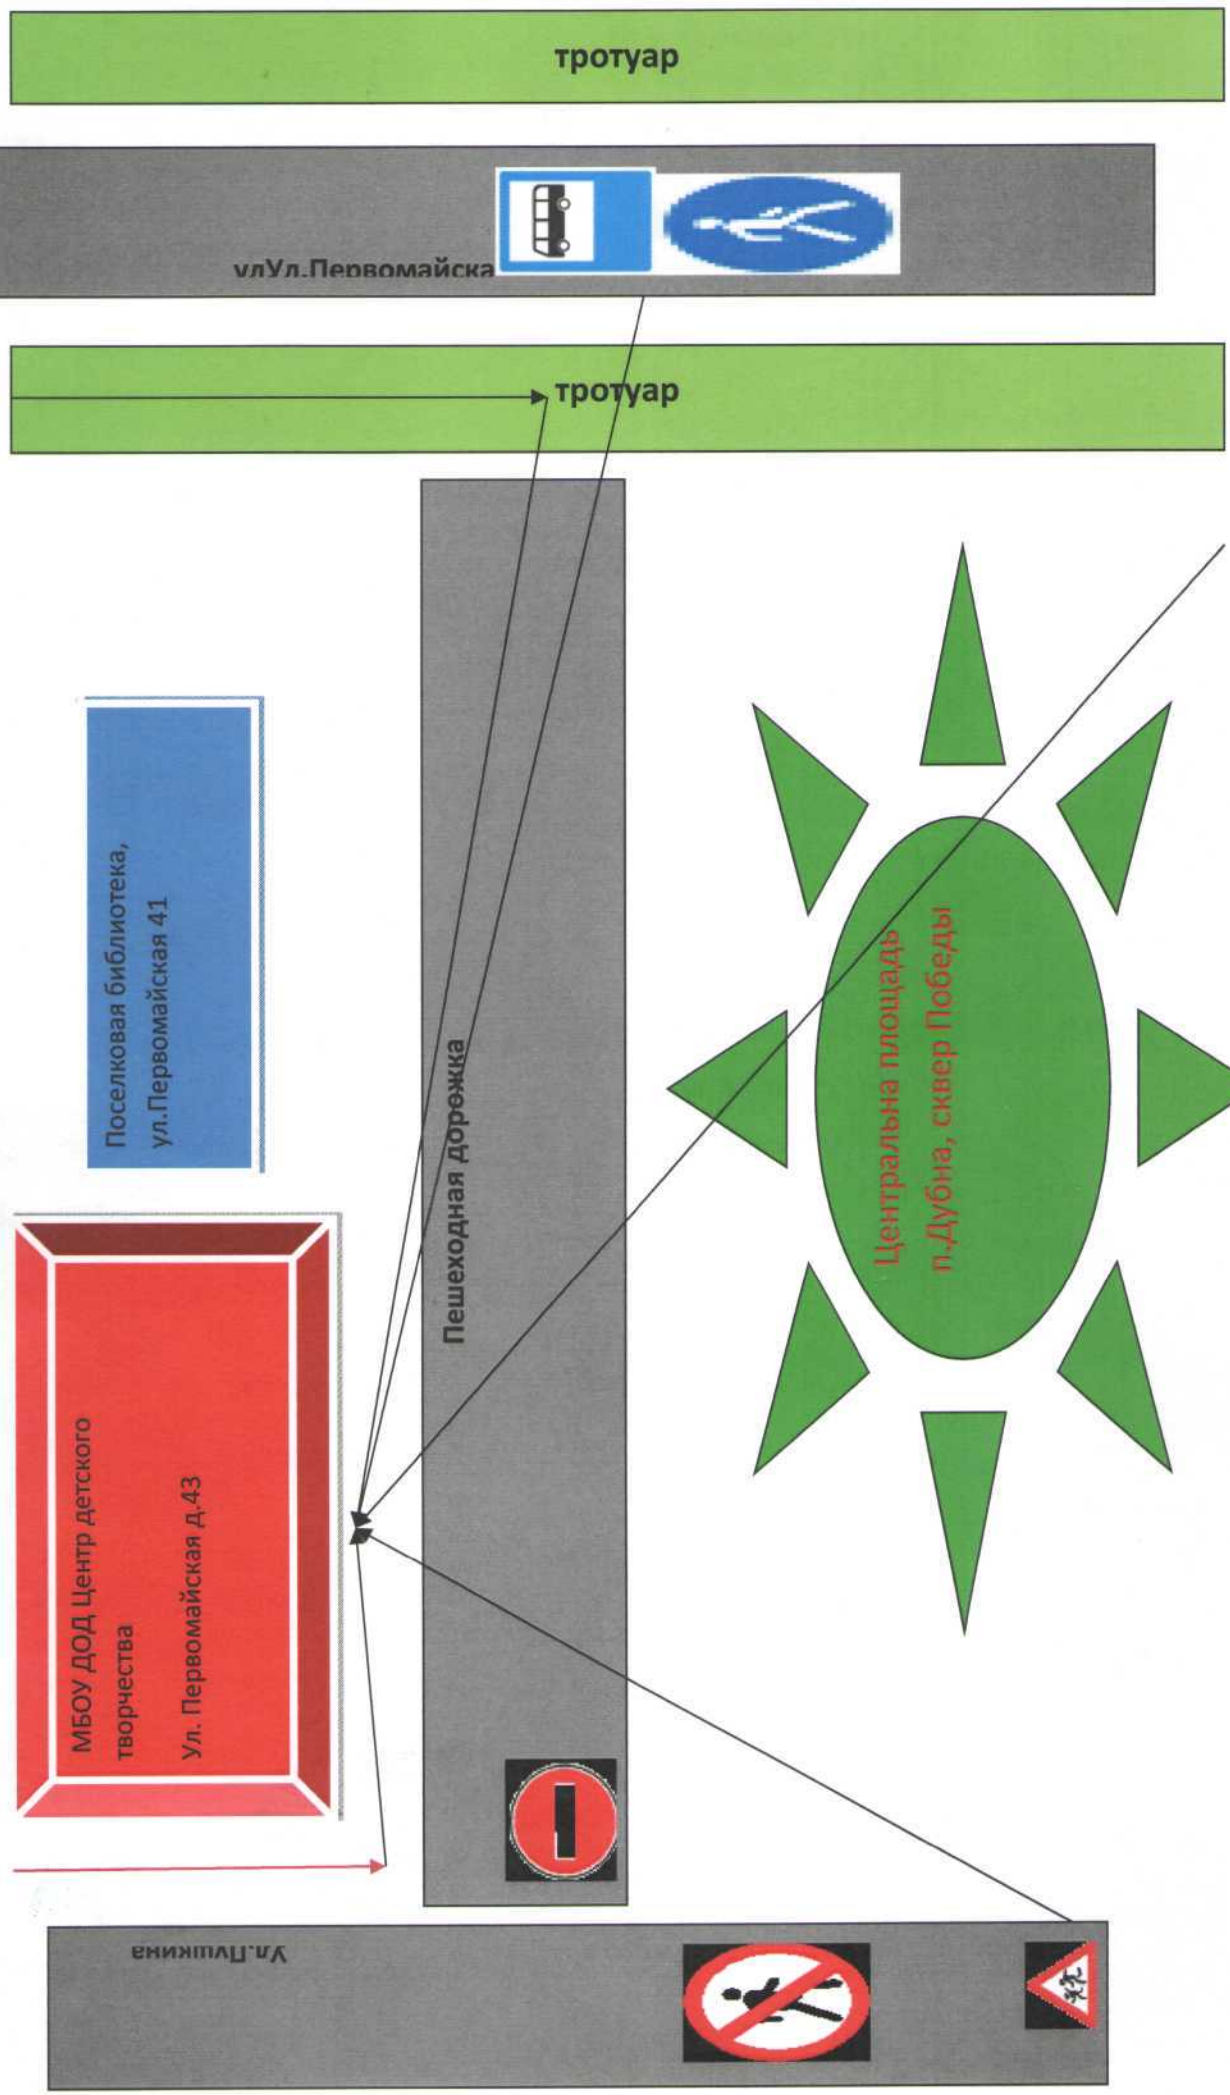 тротуар
улУл.Первомайска
тротуар
Поселковая библиотека,
ул.Первомайская 41
Пешеходная дорожка
Центральна площадь
п.Дубна, сквер Победы
МБОУ ДОД Центр детского
творчества
Ул. Первомайская д.43
Ул.Пушкина